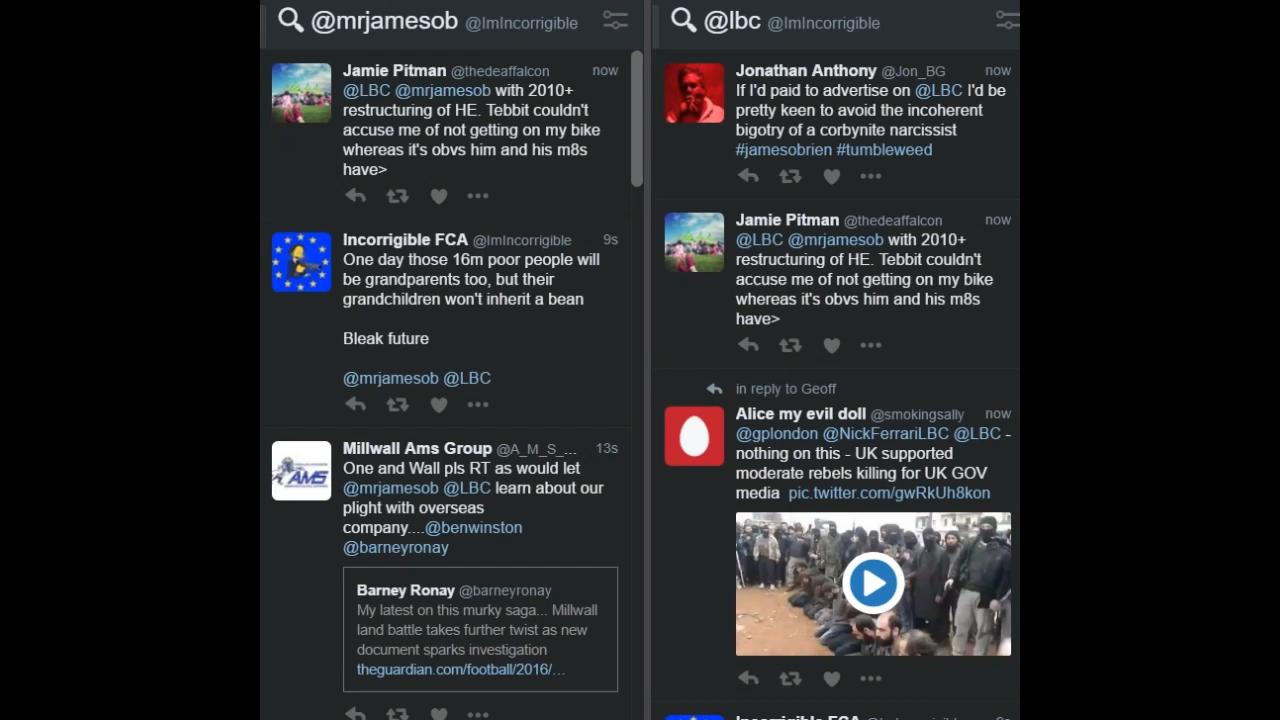 @mrjamesob @ImIncorrigible
Jamie Pitman @thedeaffalcon now
@LBC @mrjamesob with 2010+
restructuring of HE. Tebbit couldn't
accuse me of not getting on my bike
whereas it's obvs him and his m8s
have>
Incorrigible FCA @ImIncorrigible 9s
One day those 16m poor people will
be grandparents too, but their
grandchildren won't inherit a bean
Bleak future
@mrjamesob @LBC
Millwall Ams Group @A_M_S_... 13s
One and Wall pls RT as would let
@mrjamesob @LBC learn about our
plight with overseas
company....@benwinston
@barneyronay
AMS
Barney Ronay @barneyronay
My latest on this murky saga... Millwall
land battle takes further twist as new
document sparks investigation
theguardian.com/football/2016/...
@lbc @ImIncorrigible
Jonathan Anthony @Jon_BG now
If I'd paid to advertise on @LBC I'd be
pretty keen to avoid the incoherent
bigotry of a corbynite narcissist
#jamesobrien #tumbleweed
Jamie Pitman @thedeaffalcon now
@LBC @mrjamesob with 2010+
restructuring of HE. Tebbit couldn't
accuse me of not getting on my bike
whereas it's obvs him and his m8s
have>
in reply to Geoff
Alice my evil doll @smokingsally now
@gplondon @NickFerrariLBC @LBC -
nothing on this - UK supported
moderate rebels killing for UK GOV
media pic.twitter.com/gwRkUh8kon